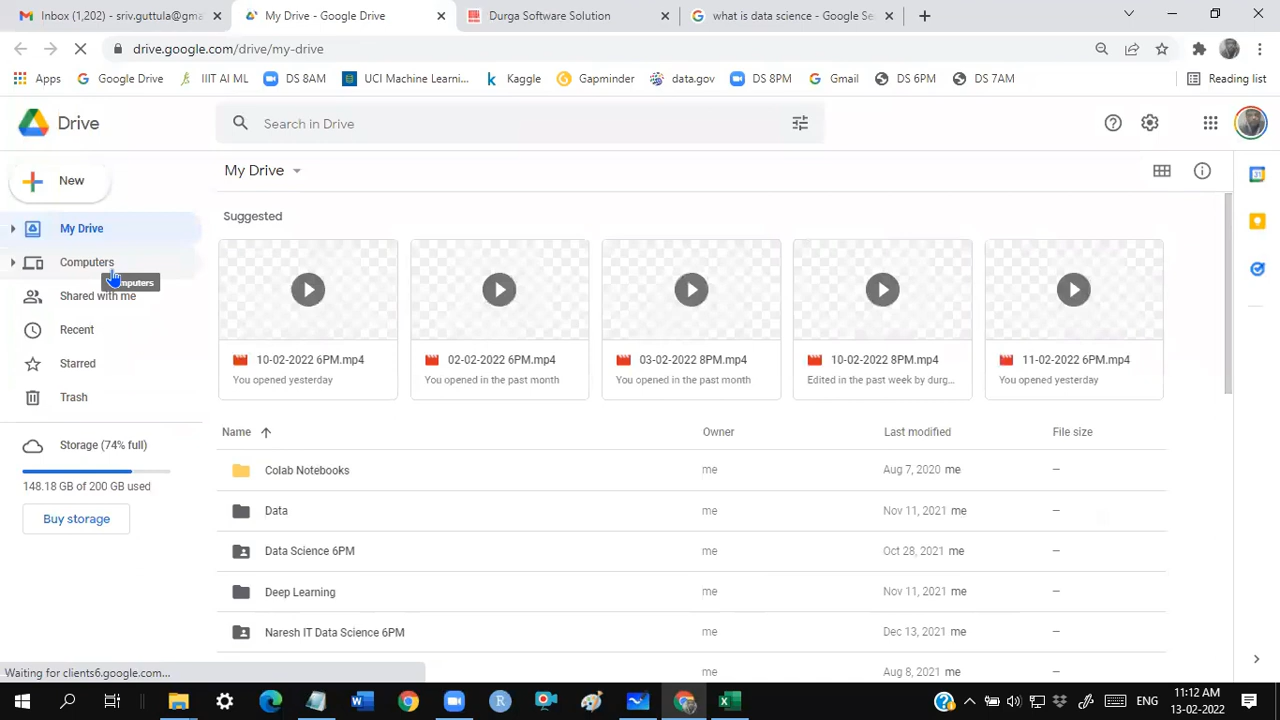 Inbox (1,202) - sriv.guttula@gma
My Drive - Google Drive
Durga Software Solution
what is data science - Google Se
drive.google.com/drive/my-drive
Apps
Google Drive
IIIT AI ML
DS 8AM
UCI Machine Learni...
Kaggle
Gapminder
data.gov
DS 8PM
Gmail
DS 6PM
DS 7AM
Reading list
Drive
Search in Drive
New
My Drive
Computers
Shared with me
Recent
Starred
Trash
Storage (74% full)
148.18 GB of 200 GB used
Buy storage
My Drive
Suggested
10-02-2022 6PM.mp4
You opened yesterday
02-02-2022 6PM.mp4
You opened in the past month
03-02-2022 8PM.mp4
You opened in the past month
10-02-2022 8PM.mp4
Edited in the past week by durg...
11-02-2022 6PM.mp4
You opened yesterday
Name Owner Last modified File size
Colab Notebooks me Aug 7, 2020 me –
Data me Nov 11, 2021 me –
Data Science 6PM me Oct 28, 2021 me –
Deep Learning me Nov 11, 2021 me –
Naresh IT Data Science 6PM me Dec 13, 2021 me –
me Aug 8, 2021 me –
Waiting for clients6.google.com...
ENG
11:12 AM
13-02-2022